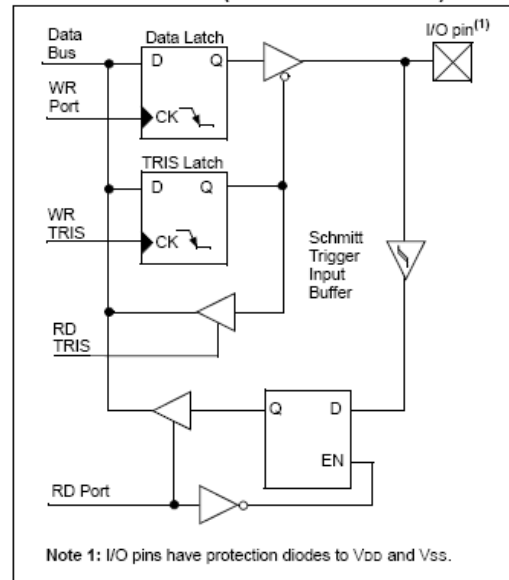 Data
Bus
Data Latch
I/O pin(1)
D
Q
WR
Port
CK
TRIS Latch
D
Q
WR
TRIS
CK
Schmitt
Trigger
Input
Buffer
RD
TRIS
Q
D
EN
RD Port
Note 1: I/O pins have protection diodes to VDD and VSS.